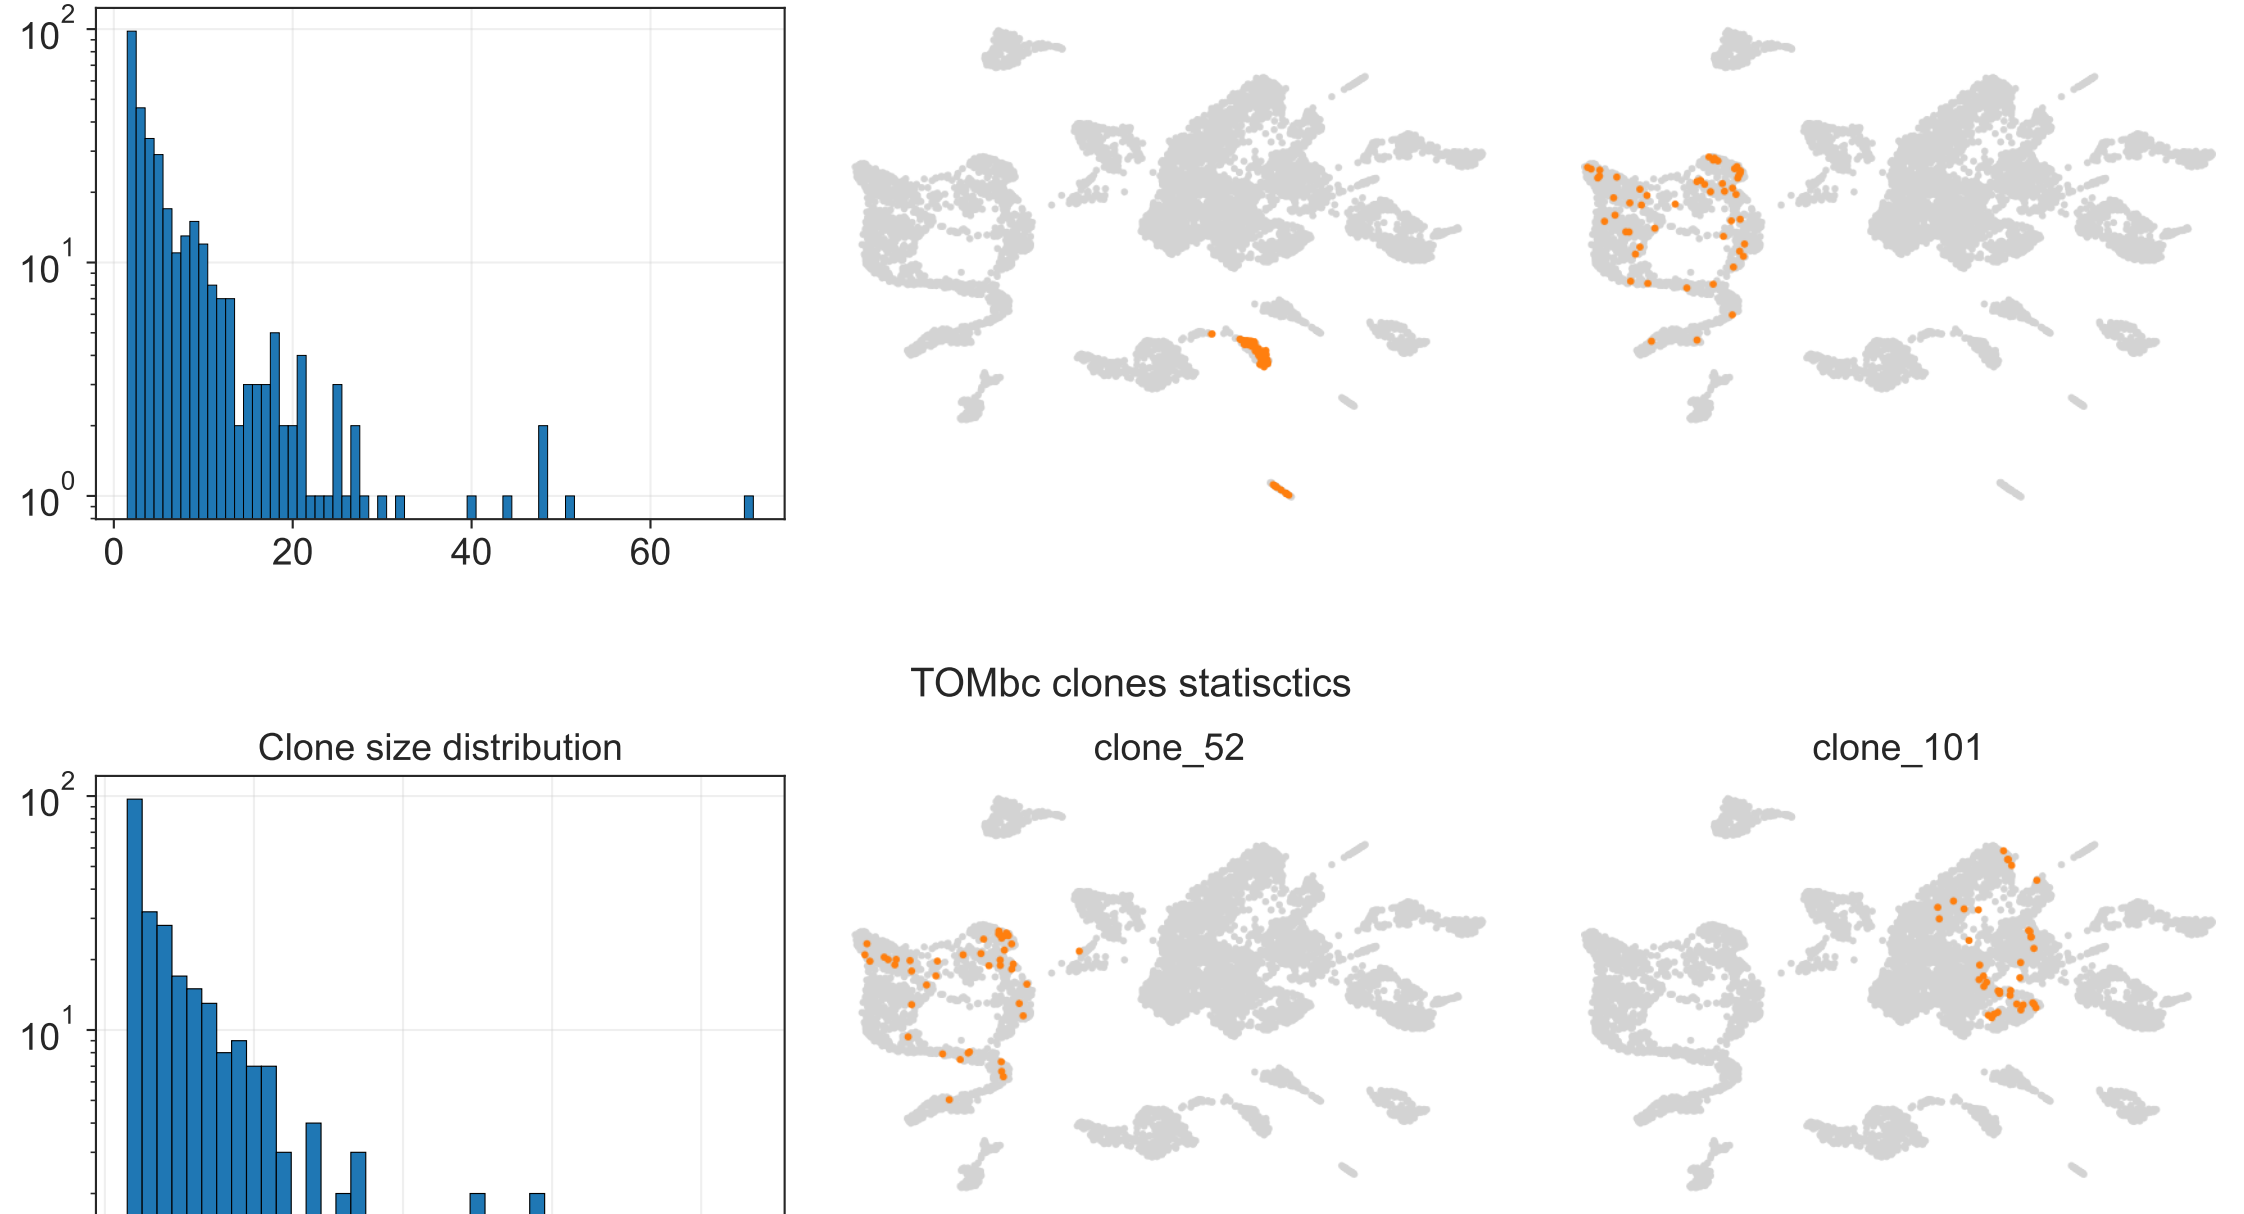 10^2
10^1
10^0
0 20 40 60
TOMbc clones statisctics
Clone size distribution clone_52 clone_101
10^2
10^1